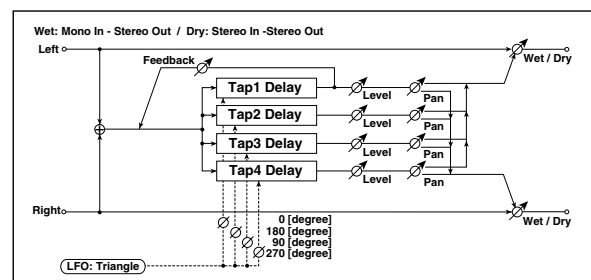 Wet: Mono In - Stereo Out / Dry: Stereo In -Stereo Out
Left
Wet / Dry
Feedback
Tap1 Delay
Level
Pan
Tap2 Delay
Level
Pan
Tap3 Delay
Level
Pan
Tap4 Delay
Level
Pan
Right
Wet / Dry
0 [degree]
180 [degree]
90 [degree]
270 [degree]
LFO: Triangle